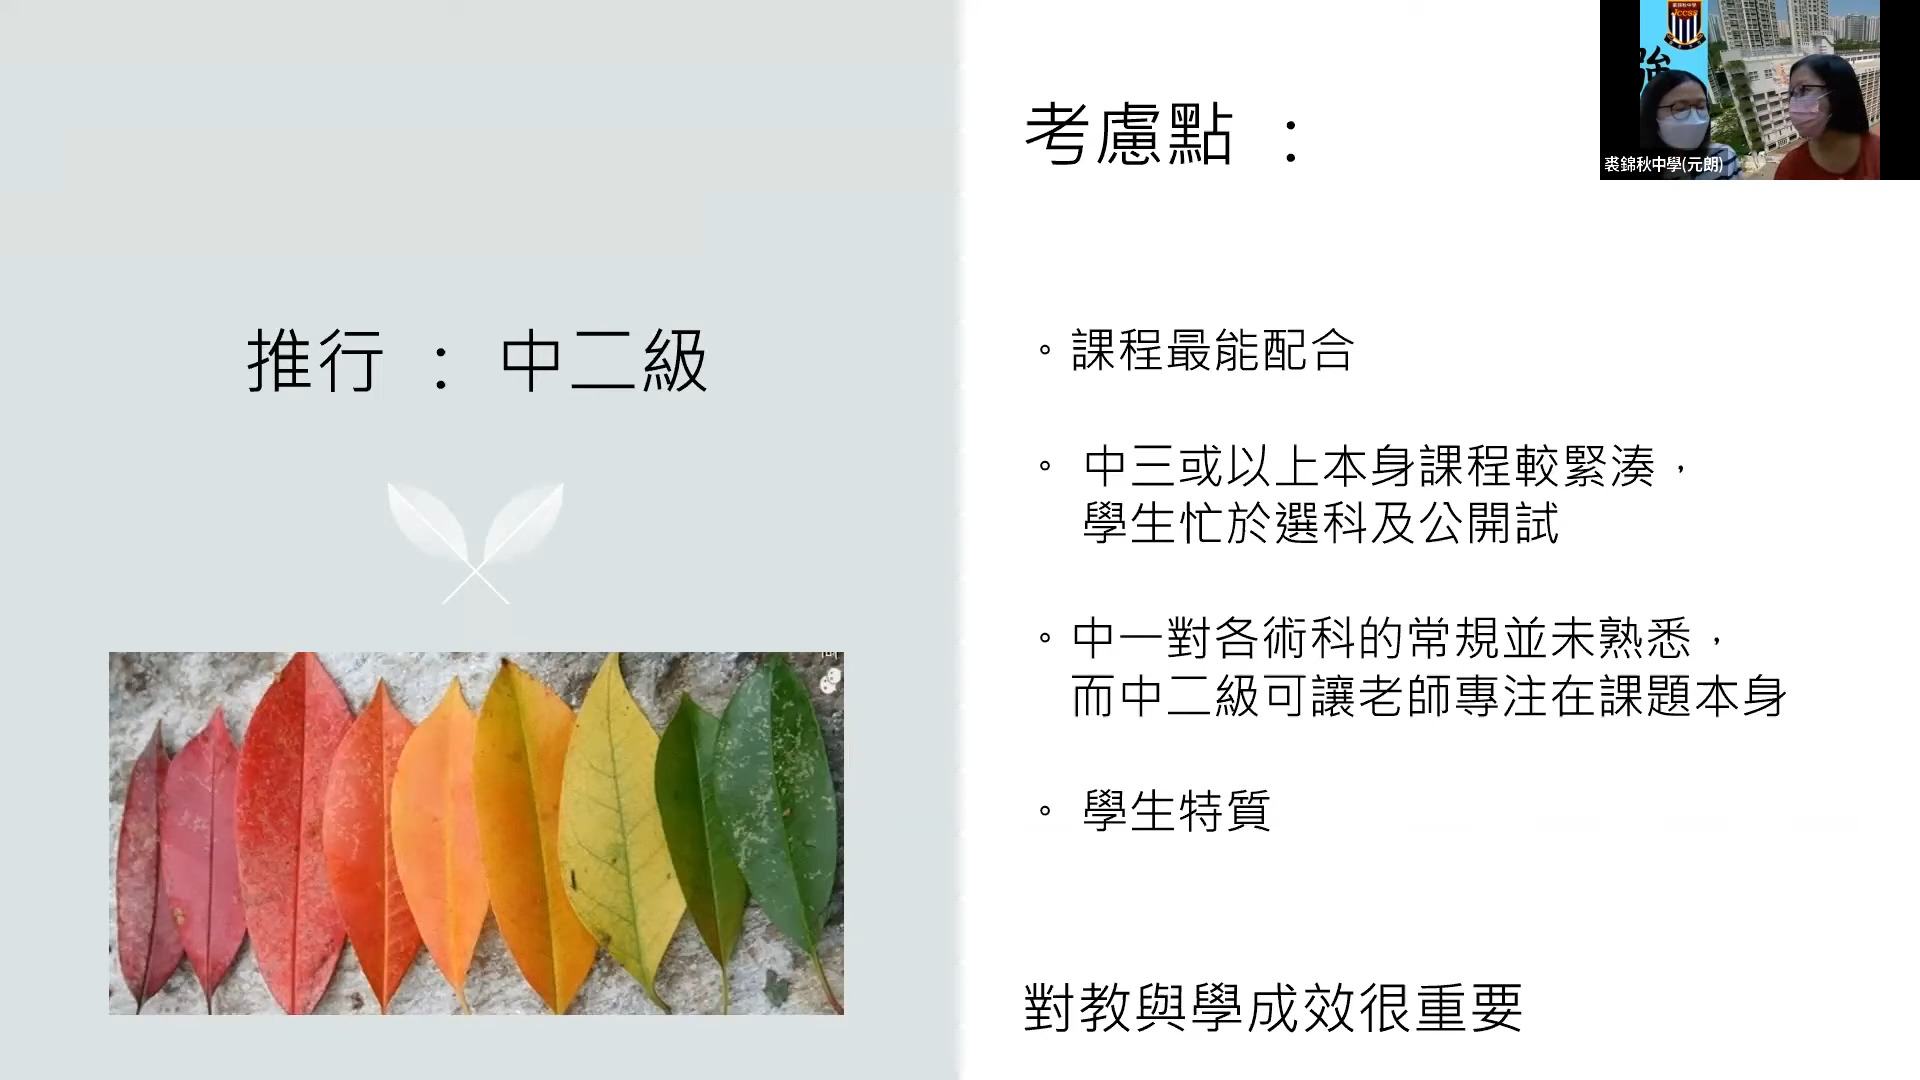 推行 : 中二級
考慮點 :
。課程最能配合
。 中三或以上本身課程較緊湊，
學生忙於選科及公開試
。中一對各術科的常規並未熟悉，
而中二級可讓老師專注在課題本身
。 學生特質
對教與學成效很重要
JCCSS
強
裘錦秋中學(元朗)